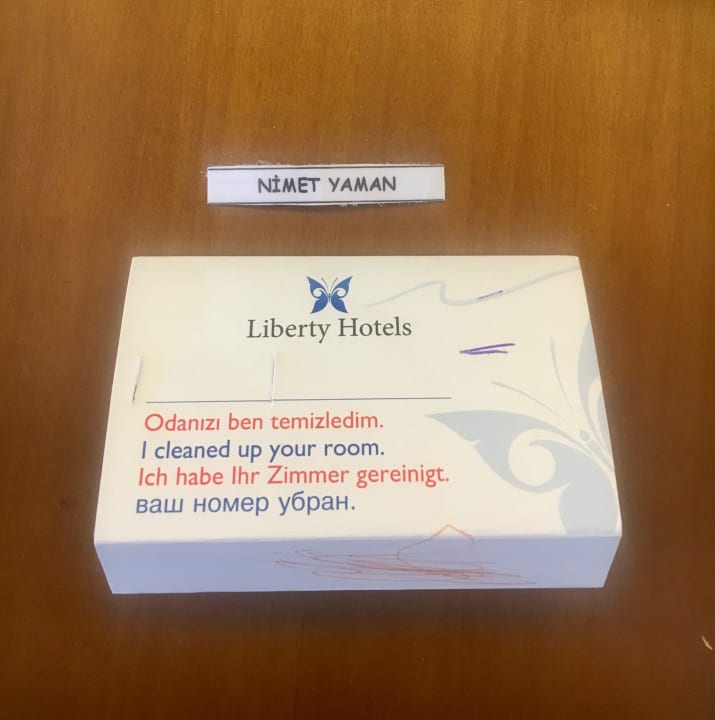 NİMET YAMAN
Liberty Hotels
Odanızı ben temizledim.
I cleaned up your room.
Ich habe Ihr Zimmer gereinigt.
ваш номер убран.